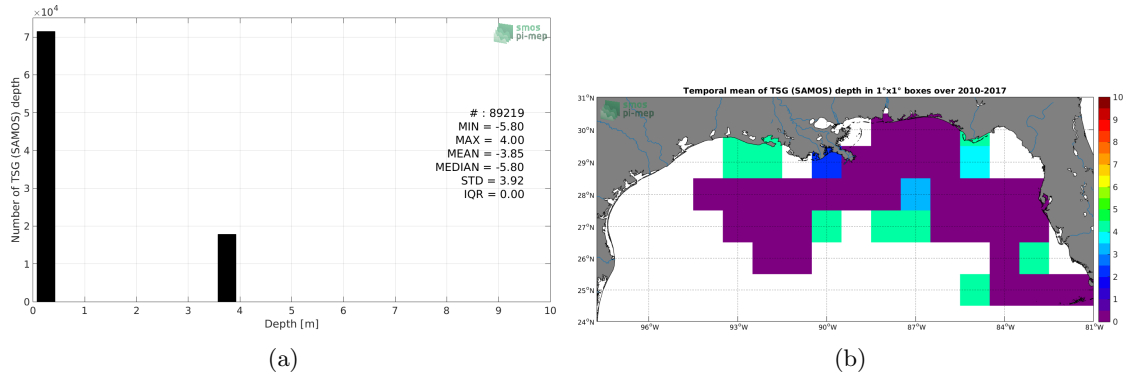 ×10⁴
smos
pi-mep
7
6
5
4
3
2
1
0
Number of TSG (SAMOS) depth
# : 89219
MIN = -5.80
MAX = 4.00
MEAN = -3.85
MEDIAN = -5.80
STD = 3.92
IQR = 0.00
0 1 2 3 4 5 6 7 8 9 10
Depth [m]
(a)
Temporal mean of TSG (SAMOS) depth in 1°x1° boxes over 2010-2017
smos
pi-mep
31°N
30°N
29°N
28°N
27°N
26°N
25°N
24°N
96°W 93°W 90°W 87°W 84°W 81°W
10
9
8
7
6
5
4
3
2
1
0
(b)